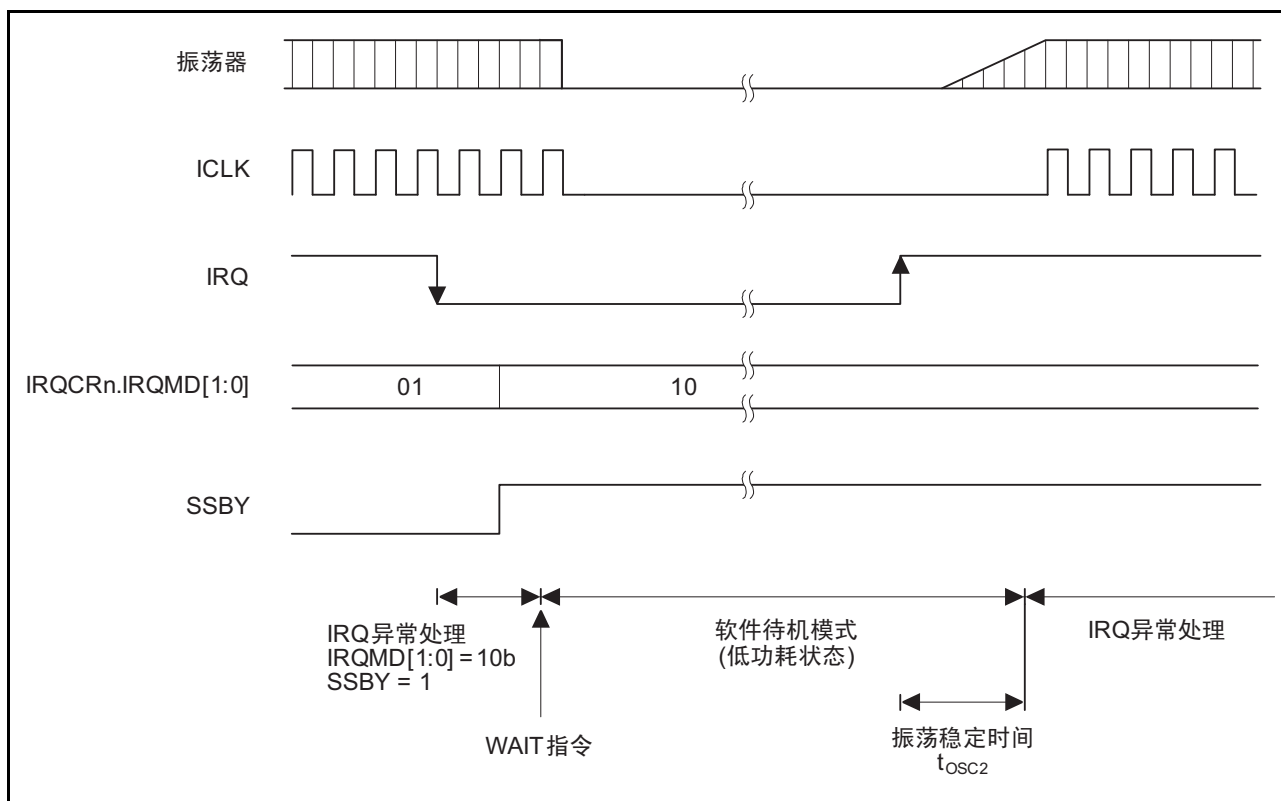 振荡器
ICLK
IRQ
IRQCRn.IRQMD[1:0]
01
10
SSBY
IRQ异常处理
IRQMD[1:0] = 10b
SSBY = 1
软件待机模式
(低功耗状态)
IRQ异常处理
WAIT指令
振荡稳定时间
tOSC2